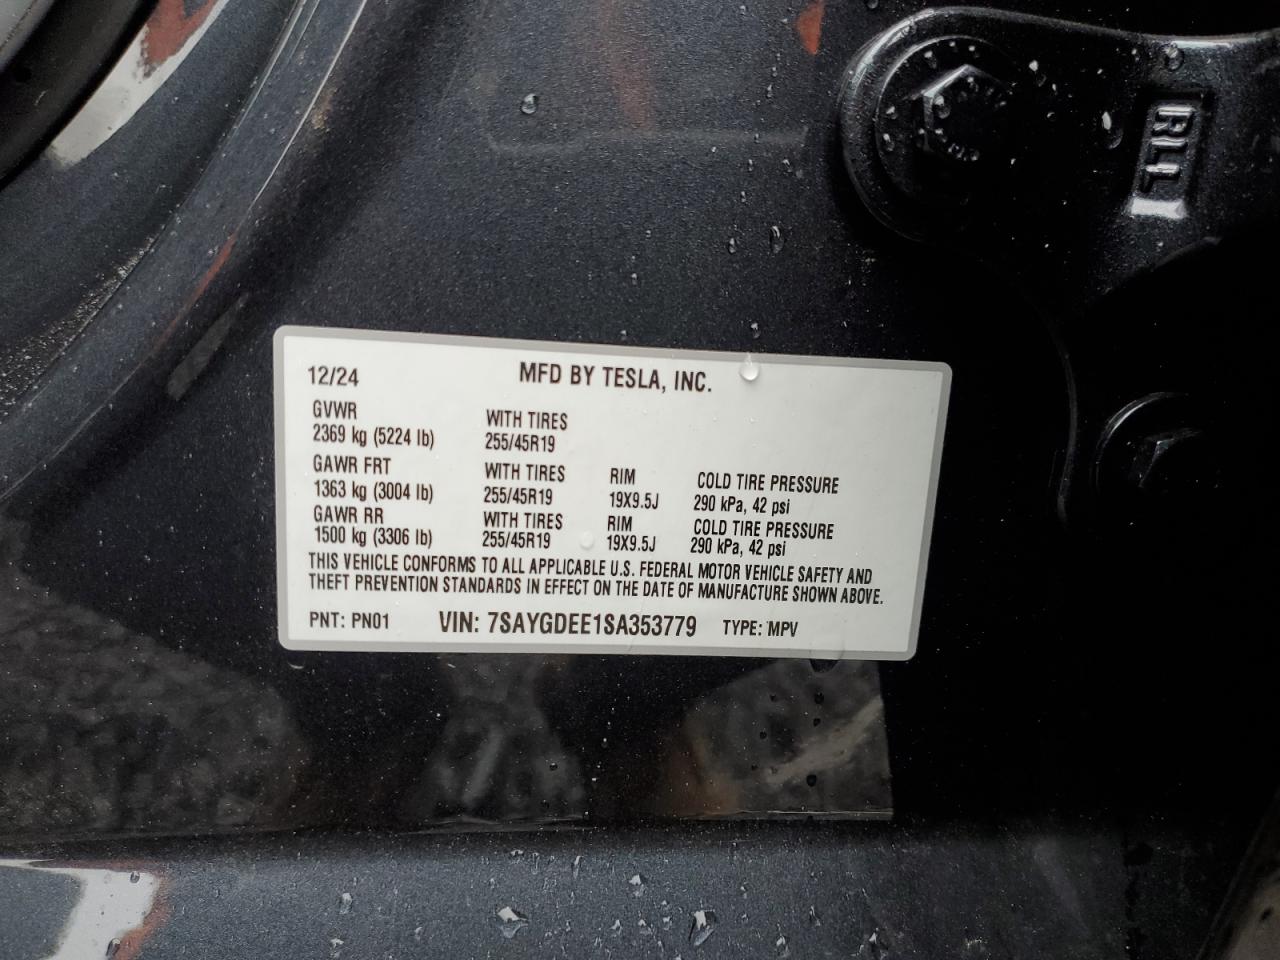 RLL
12/24 MFD BY TESLA, INC.
GVWR WITH TIRES
2369 kg (5224 lb) 255/45R19
GAWR FRT WITH TIRES RIM COLD TIRE PRESSURE
1363 kg (3004 lb) 255/45R19 19X9.5J 290 kPa, 42 psi
GAWR RR WITH TIRES RIM COLD TIRE PRESSURE
1500 kg (3306 lb) 255/45R19 19X9.5J 290 kPa, 42 psi
THIS VEHICLE CONFORMS TO ALL APPLICABLE U.S. FEDERAL MOTOR VEHICLE SAFETY AND
THEFT PREVENTION STANDARDS IN EFFECT ON THE DATE OF MANUFACTURE SHOWN ABOVE.
PNT: PN01 VIN: 7SAYGDEE1SA353779 TYPE: MPV